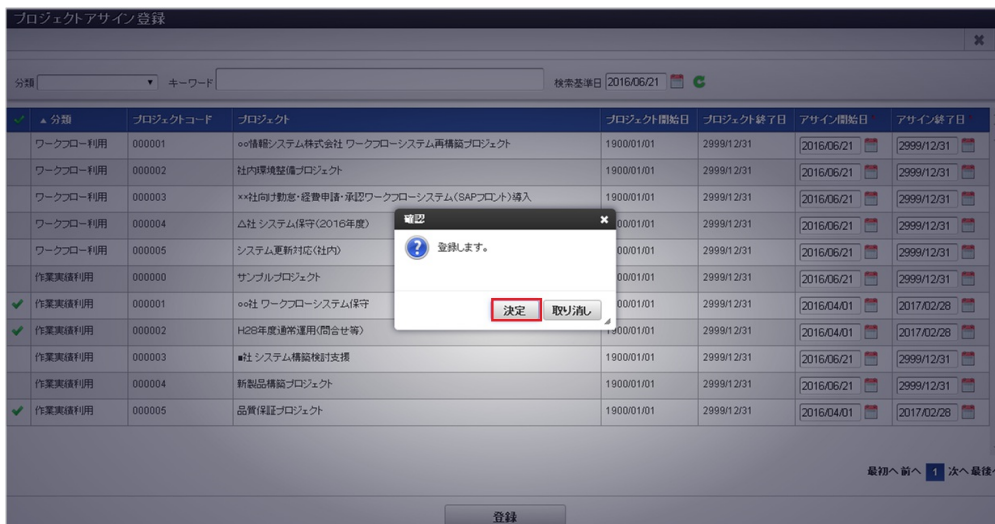 プロジェクトアサイン登録
分類 キーワード 検索基準日 2016/06/21
▲分類 プロジェクトコード プロジェクト プロジェクト開始日 プロジェクト終了日 アサイン開始日* アサイン終了日*
ワークフロー利用 000001 ○○情報システム株式会社 ワークフローシステム再構築プロジェクト 1900/01/01 2999/12/31 2016/06/21 2999/12/31
ワークフロー利用 000002 社内環境整備プロジェクト 1900/01/01 2999/12/31 2016/06/21 2999/12/31
ワークフロー利用 000003 ××社向け勤怠・経費申請・承認ワークフローシステム(SAPフロント)導入 1900/01/01 2999/12/31 2016/06/21 2999/12/31
ワークフロー利用 000004 △社 システム保守(2016年度) 00/01/01 2999/12/31 2016/06/21 2999/12/31
確認
ワークフロー利用 000005 システム更新対応(社内) 00/01/01 2999/12/31 2016/06/21 2999/12/31
登録します。
作業実績利用 000000 サンプルプロジェクト 00/01/01 2999/12/31 2016/06/21 2999/12/31
作業実績利用 000001 ○○社 ワークフローシステム保守 00/01/01 2999/12/31 2016/04/01 2017/02/28
決定 取り消し
作業実績利用 000002 H28年度通常運用(問合せ等) 1900/01/01 2999/12/31 2016/04/01 2017/02/28
作業実績利用 000003 ■社 システム構築検討支援 1900/01/01 2999/12/31 2016/06/21 2999/12/31
作業実績利用 000004 新製品構築プロジェクト 1900/01/01 2999/12/31 2016/06/21 2999/12/31
作業実績利用 000005 品質保証プロジェクト 1900/01/01 2999/12/31 2016/04/01 2017/02/28
最初へ 前へ 1 次へ 最後へ
登録